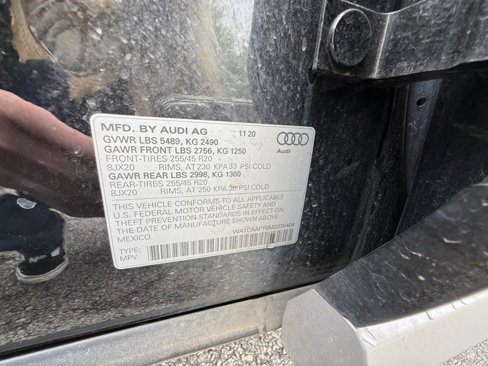 MFD. BY AUDI AG 11 20
GVWR LBS 5489, KG 2490
GAWR FRONT LBS 2756, KG 1250
FRONT-TIRES 255/45 R20
8JX20 RIMS, AT 230 KPA 33 PSI COLD
GAWR REAR LBS 2998, KG 1360
REAR-TIRES 255/45 R20
8JX20 RIMS, AT 250 KPA 36 PSI COLD
Audi
THIS VEHICLE CONFORMS TO ALL APPLICABLE
U.S. FEDERAL MOTOR VEHICLE SAFETY AND
THEFT PREVENTION STANDARDS IN EFFECT ON
THE DATE OF MANUFACTURE SHOWN ABOVE.
MEXICO
TYPE:
MPV